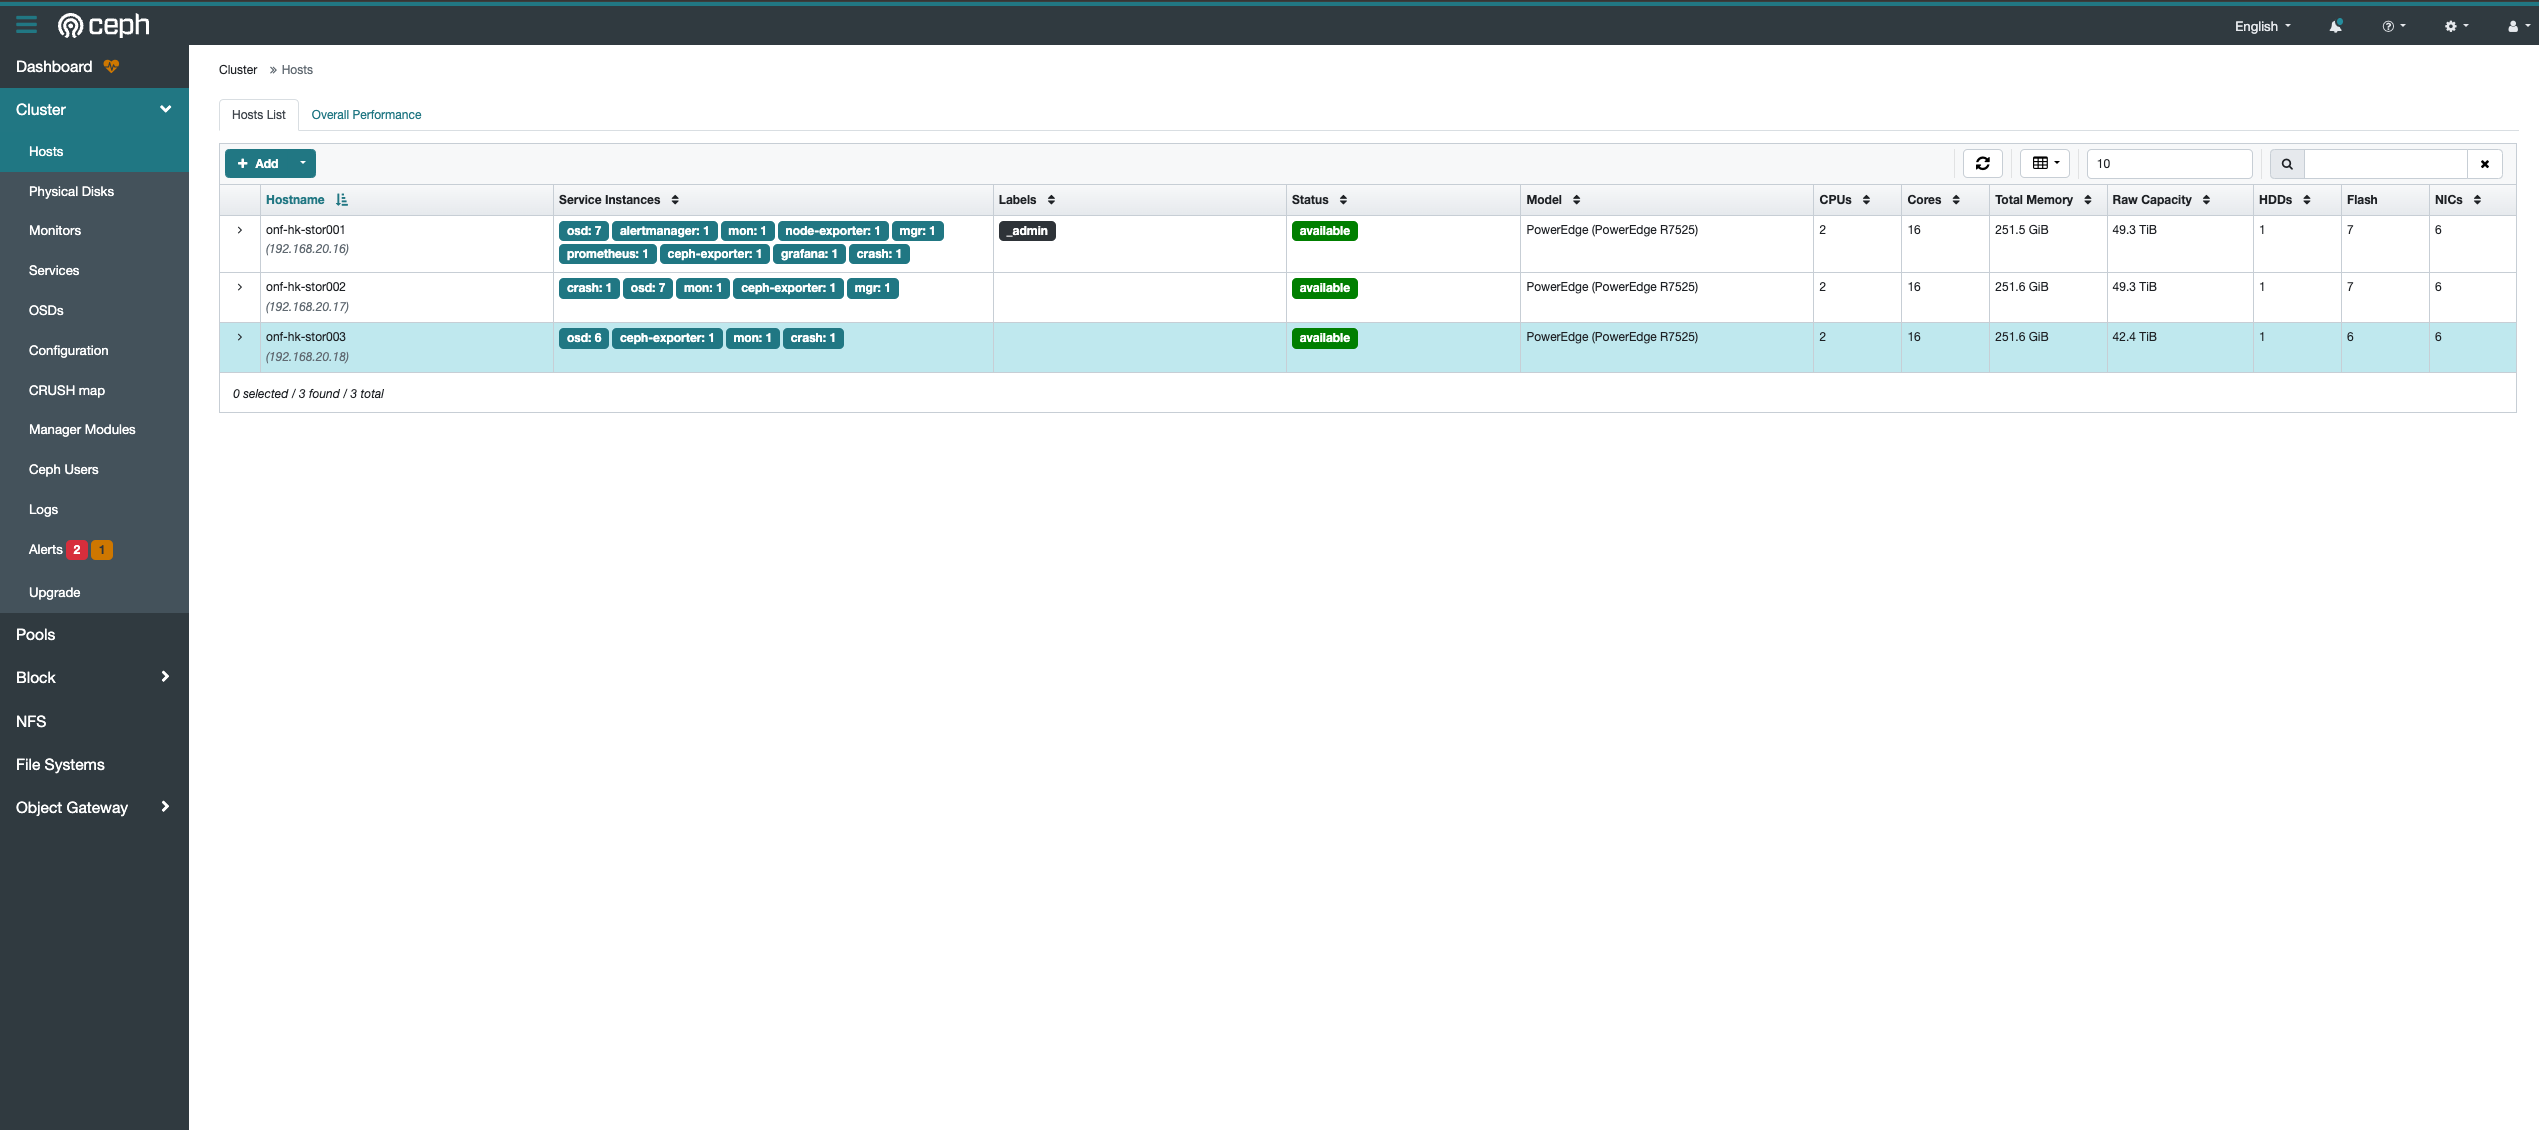 ceph
English
Dashboard
Cluster
Hosts
Physical Disks
Monitors
Services
OSDs
Configuration
CRUSH map
Manager Modules
Ceph Users
Logs
Alerts 2 1
Upgrade
Pools
Block
NFS
File Systems
Object Gateway
Cluster » Hosts
Hosts List Overall Performance
+ Add
10
Hostname Service Instances Labels Status Model CPUs Cores Total Memory Raw Capacity HDDs Flash NICs
onf-hk-stor001 osd: 7 alertmanager: 1 mon: 1 node-exporter: 1 mgr: 1 _admin available PowerEdge (PowerEdge R7525) 2 16 251.5 GiB 49.3 TiB 1 7 6
(192.168.20.16) prometheus: 1 ceph-exporter: 1 grafana: 1 crash: 1
onf-hk-stor002 crash: 1 osd: 7 mon: 1 ceph-exporter: 1 mgr: 1 available PowerEdge (PowerEdge R7525) 2 16 251.6 GiB 49.3 TiB 1 7 6
(192.168.20.17)
onf-hk-stor003 osd: 6 ceph-exporter: 1 mon: 1 crash: 1 available PowerEdge (PowerEdge R7525) 2 16 251.6 GiB 42.4 TiB 1 6 6
(192.168.20.18)
0 selected / 3 found / 3 total